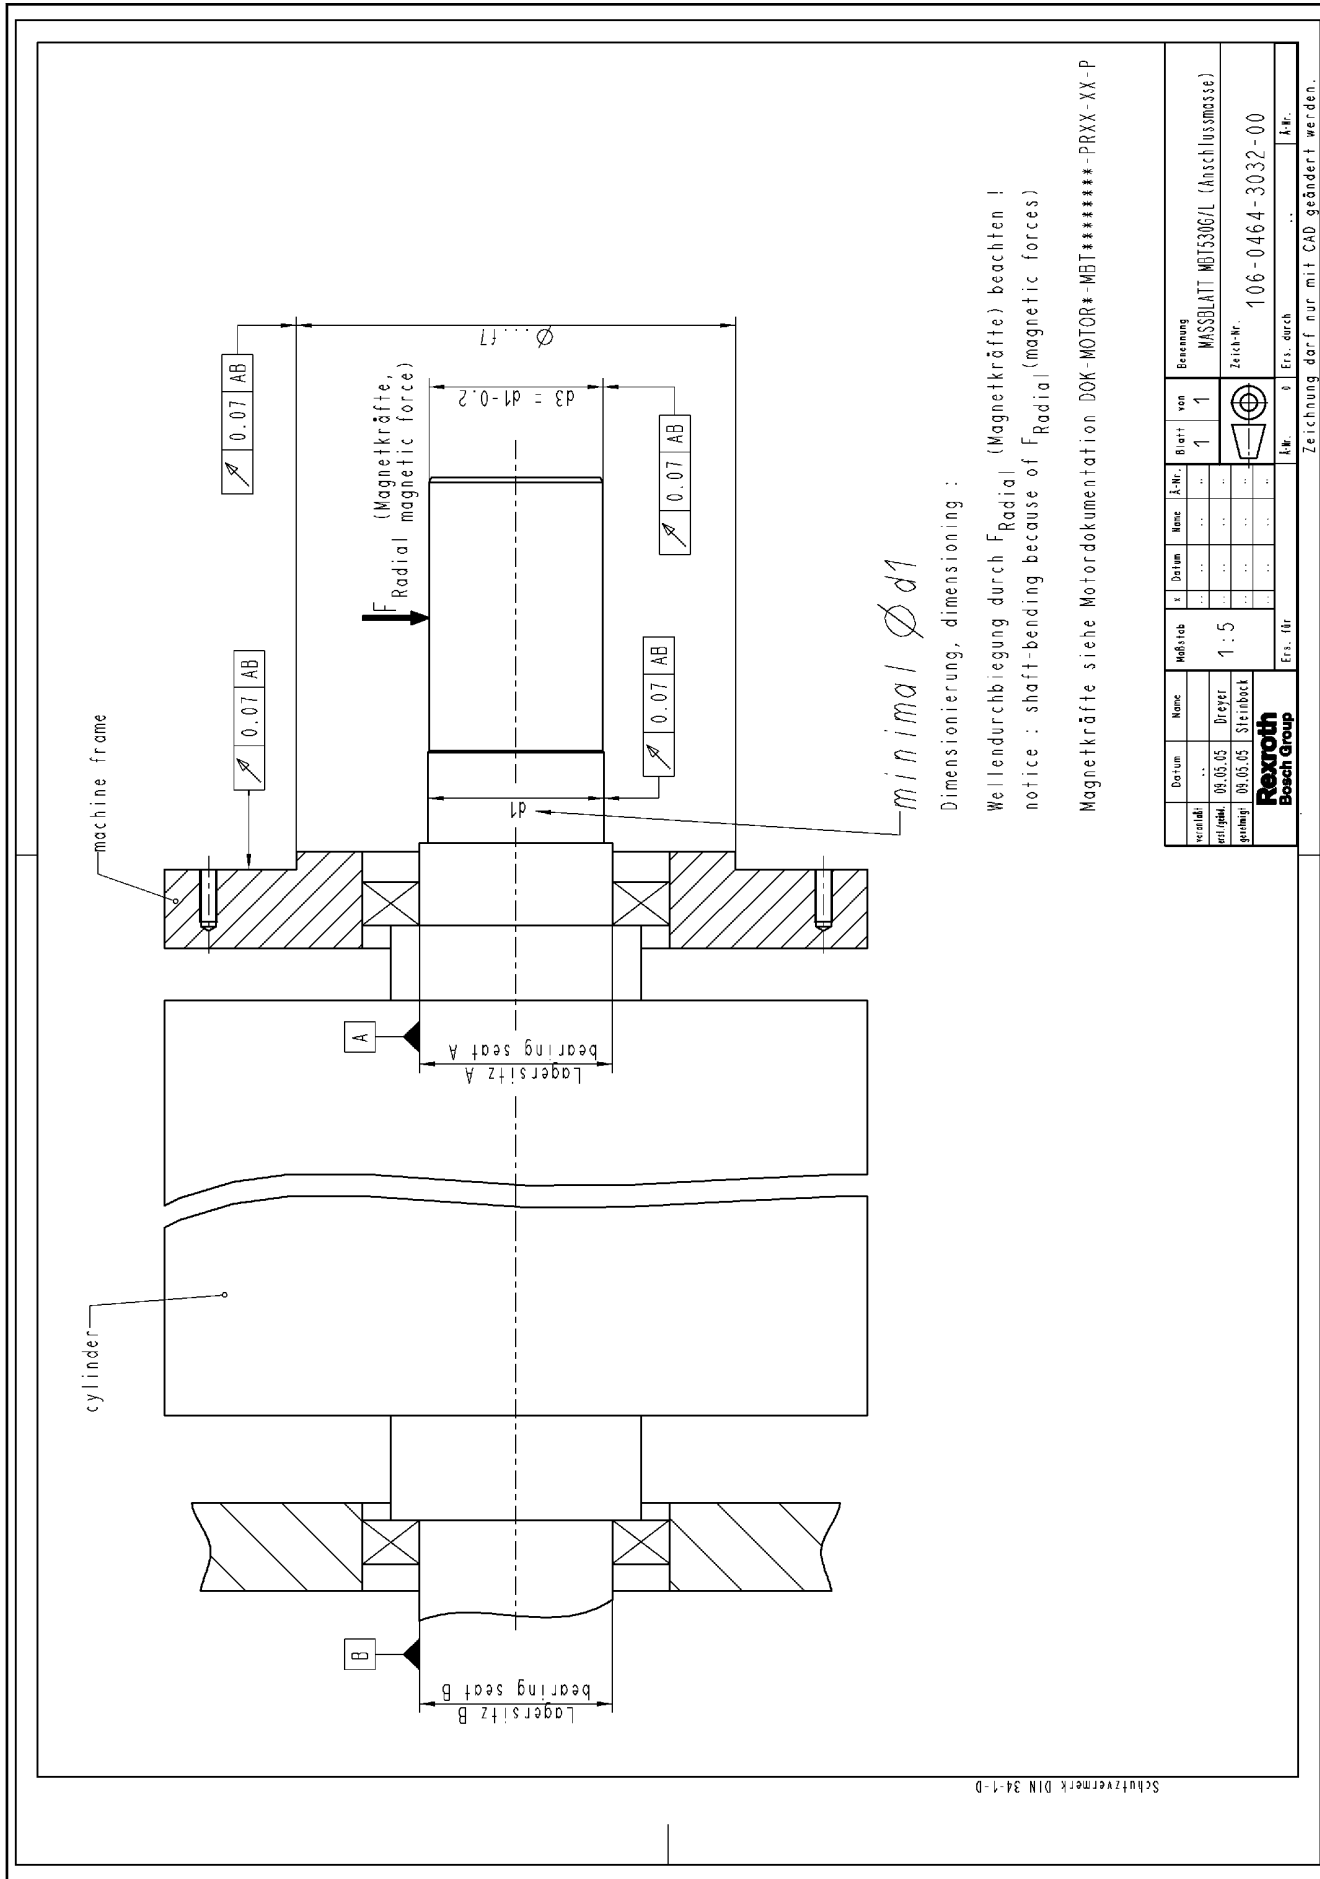 cylinder
machine frame
0.07 AB
0.07 AB
F Radial (Magnetkräfte,
magnetic force)
Ø...f7
d3 = d1-0.2
0.07 AB
0.07 AB
d1
A
Lagersitz A
bearing seat A
B
Lagersitz B
bearing seat B
minimal Ød1
Dimensionierung, dimensioning :
Wellendurchbiegung durch F Radial (Magnetkräfte) beachten !
notice : shaft-bending because of F Radial (magnetic forces)
Magnetkräfte siehe Motordokumentation DOK-MOTOR*-MBT********-PRXX-XX-P
Datum Name
veranlaßt ..
erst./geänd. 09.05.05 Dreyer
genehmigt 09.05.05 Steinbock
Rexroth
Bosch Group
Maßstab
1:5
x Datum Name Ä-Nr.
.. .. .. ..
.. .. .. ..
.. .. .. ..
.. .. .. ..
Blatt von
1 1
Benennung
MASSBLATT MBT530G/L (Anschlussmasse)
Zeich-Nr.
106-0464-3032-00
Ers. für
Ä-Nr. 0
Ers. durch ..
Ä-Nr.
Zeichnung darf nur mit CAD geändert werden.
Schutzvermerk DIN 34-1-D